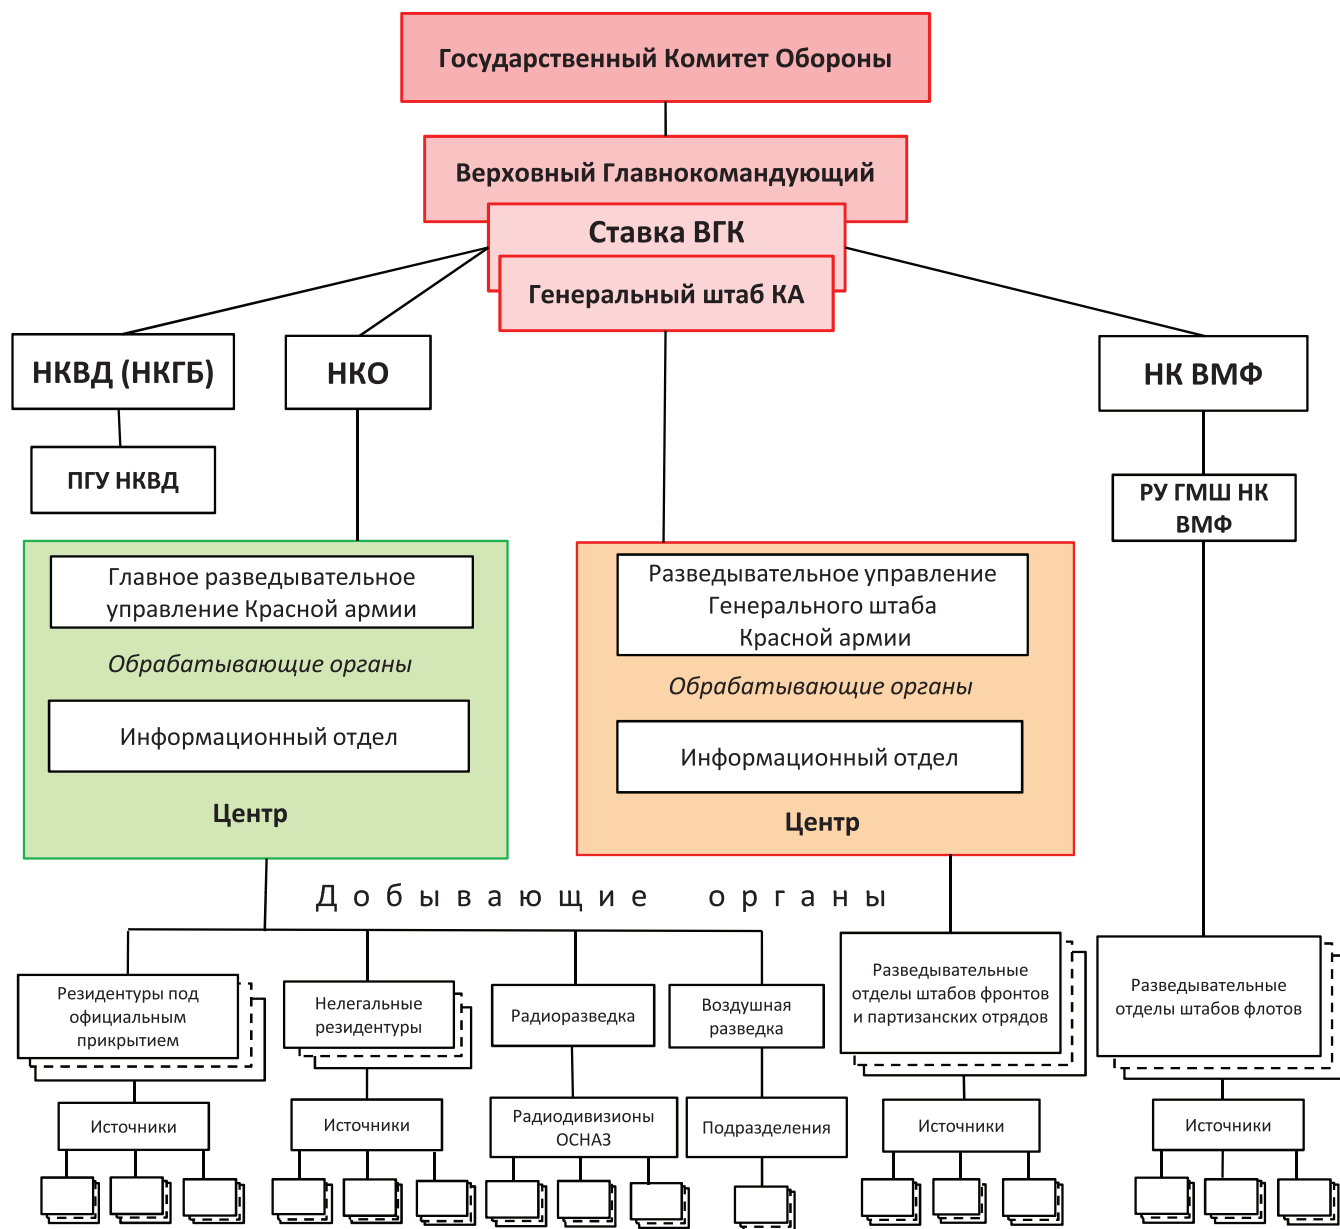 Государственный Комитет Обороны
Верховный Главнокомандующий
Ставка ВГК
Генеральный штаб КА
НКВД (НКГБ)
НКО
НК ВМФ
ПГУ НКВД
РУ ГМШ НК
ВМФ
Главное разведывательное
управление Красной армии
Обрабатывающие органы
Информационный отдел
Центр
Разведывательное управление
Генерального штаба
Красной армии
Обрабатывающие органы
Информационный отдел
Центр
Добывающие органы
Резидентуры под
официальным
прикрытием
Нелегальные
резидентуры
Радиоразведка
Воздушная
разведка
Разведывательные
отделы штабов фронтов
и партизанских отрядов
Разведывательные
отделы штабов флотов
Источники
Источники
Радиодивизионы
ОСНАЗ
Подразделения
Источники
Источники